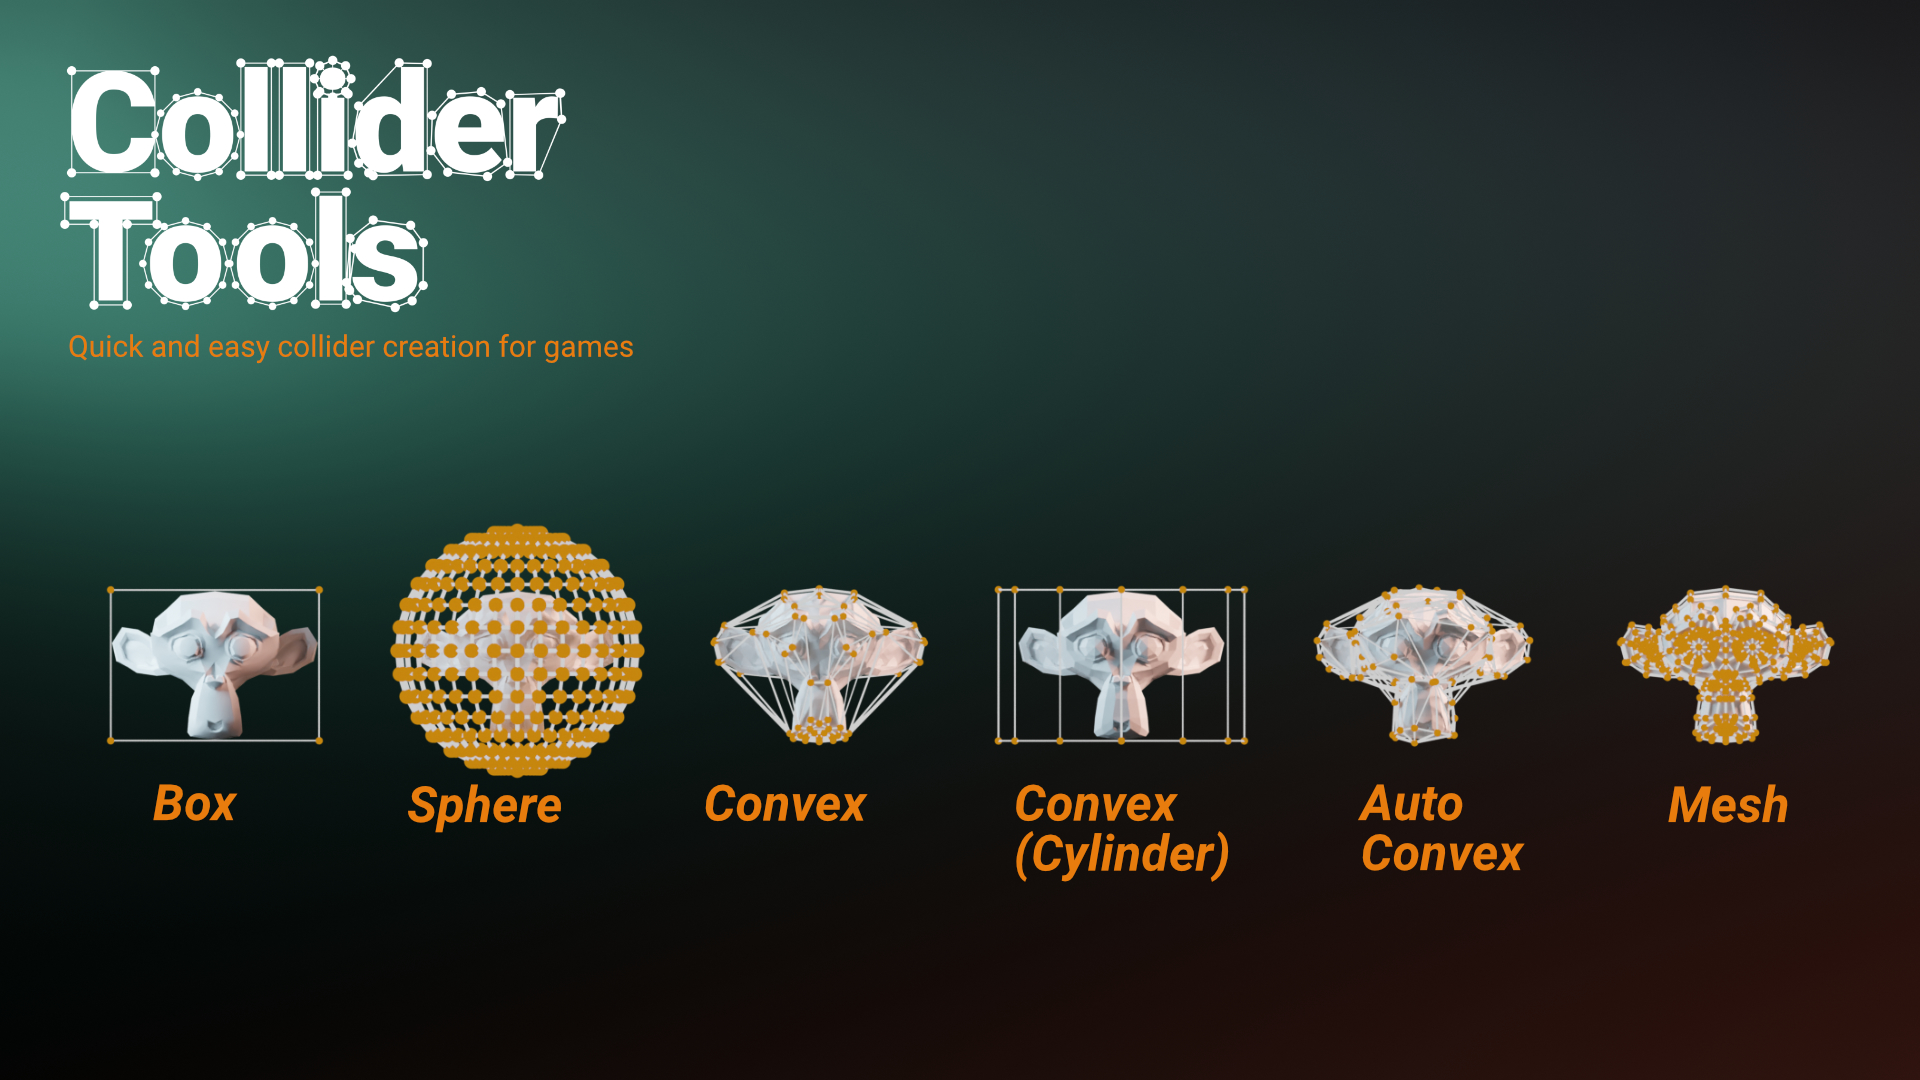 Collider
Tools
Quick and easy collider creation for games
Box
Sphere
Convex
Convex
(Cylinder)
Auto
Convex
Mesh